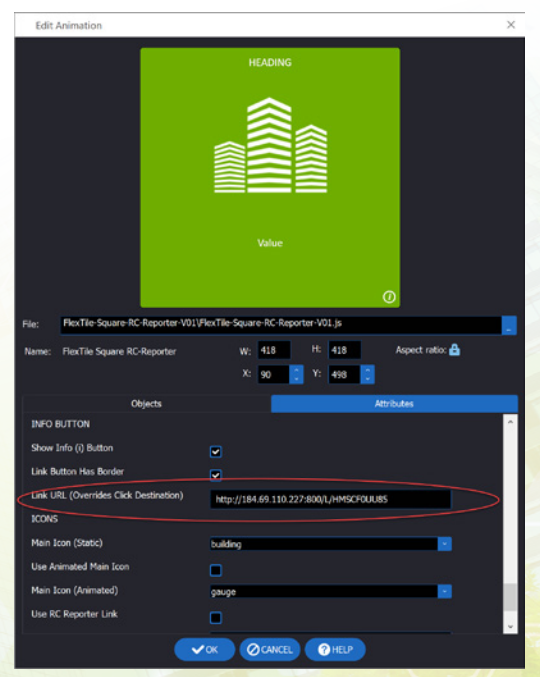 Edit Animation
HEADING
Value
File: FlexTile-Square-RC-Reporter-V01\FlexTile-Square-RC-Reporter-V01.js
Name: FlexTile Square RC-Reporter W: 418 H: 418 Aspect ratio:
X: 90 Y: 498
Objects Attributes
INFO BUTTON
Show Info (i) Button
Link Button Has Border
Link URL (Overrides Click Destination) http://184.69.110.227:800/L/HMSCF0UU85
ICONS
Main Icon (Static) building
Use Animated Main Icon
Main Icon (Animated) gauge
Use RC Reporter Link
OK CANCEL HELP